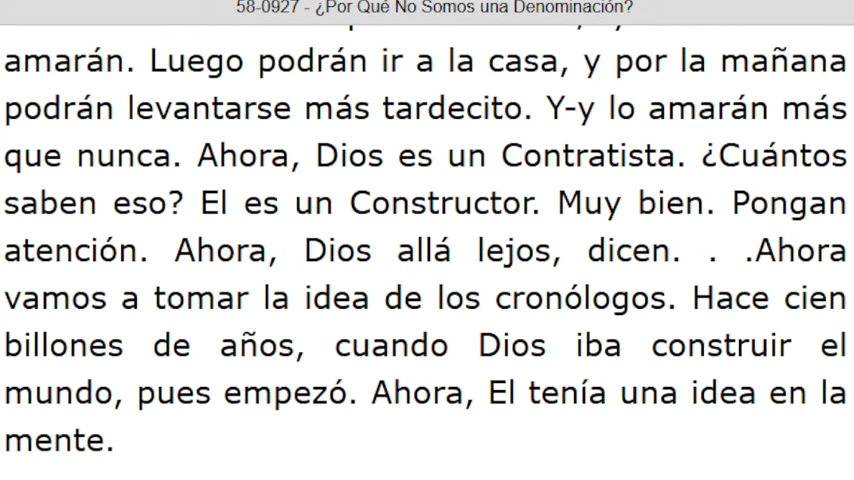 58-0927 - ¿Por Qué No Somos una Denominación?
amarán. Luego podrán ir a la casa, y por la mañana
podrán levantarse más tardecito. Y-y lo amarán más
que nunca. Ahora, Dios es un Contratista. ¿Cuántos
saben eso? El es un Constructor. Muy bien. Pongan
atención. Ahora, Dios allá lejos, dicen. . .Ahora
vamos a tomar la idea de los cronólogos. Hace cien
billones de años, cuando Dios iba construir el
mundo, pues empezó. Ahora, El tenía una idea en la
mente.